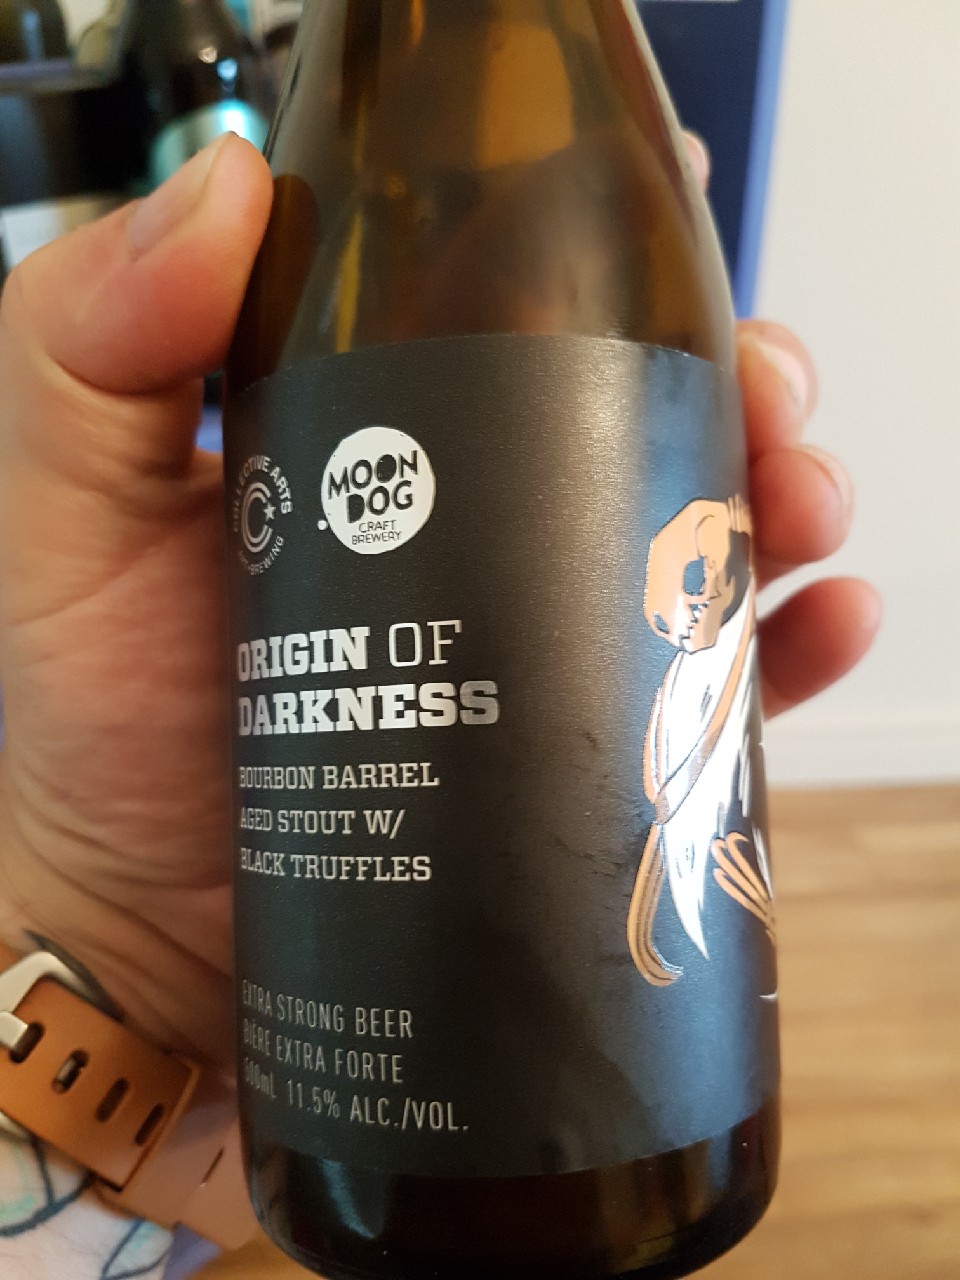 COLLECTIVE ARTS
BREWING
MOON
DOG
CRAFT
BREWERY
ORIGIN OF
DARKNESS
BOURBON BARREL
AGED STOUT W/
BLACK TRUFFLES
EXTRA STRONG BEER
BIÈRE EXTRA FORTE
11.5% ALC./VOL.